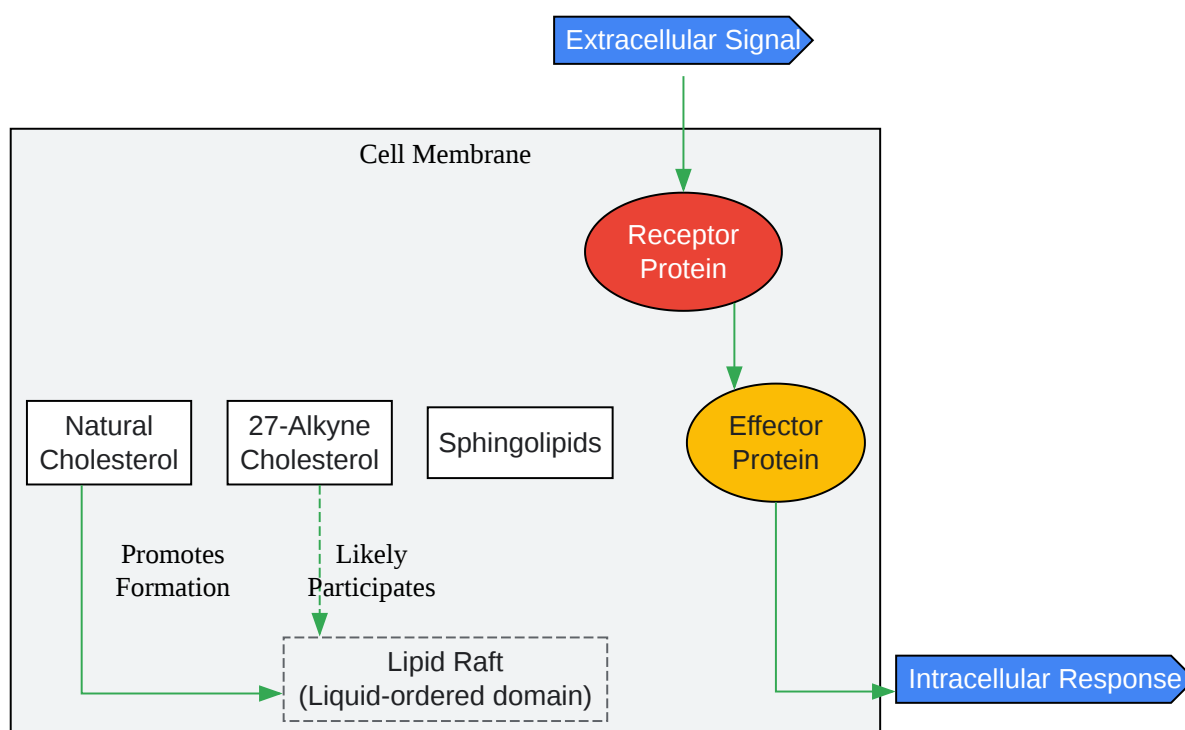 Extracellular Signal
Cell Membrane
Receptor
Protein
Natural
Cholesterol
27-Alkyne
Cholesterol
Sphingolipids
Effector
Protein
Promotes
Formation
Likely
Participates
Lipid Raft
(Liquid-ordered domain)
Intracellular Response